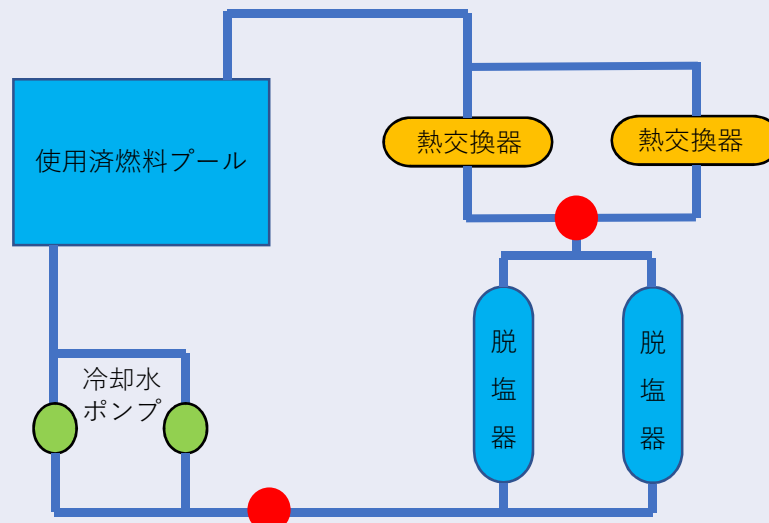 熱交換器
熱交換器
使用済燃料プール
冷却水
ポンプ
脱塩器
脱塩器